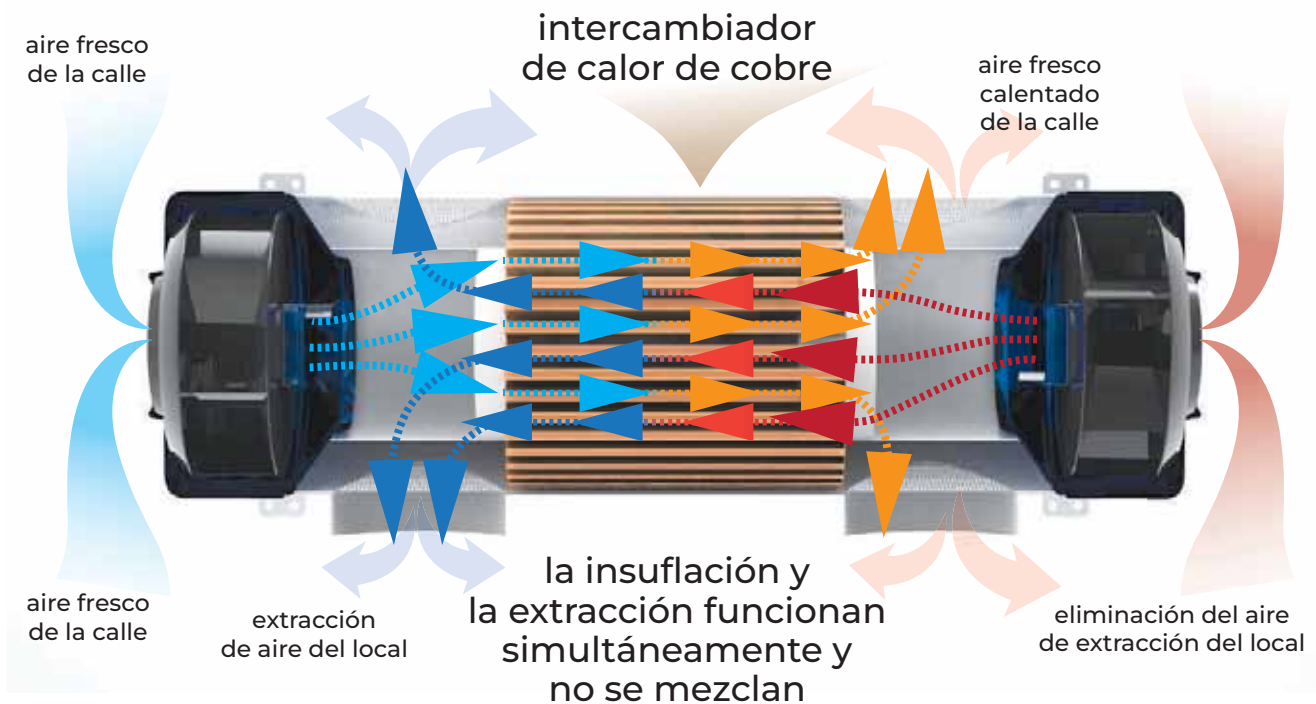 aire fresco
de la calle
intercambiador
de calor de cobre
aire fresco
calentado
de la calle
aire fresco
de la calle
extracción
de aire del local
la insuflación y
la extracción funcionan
simultáneamente y
no se mezclan
eliminación del aire
de extracción del local